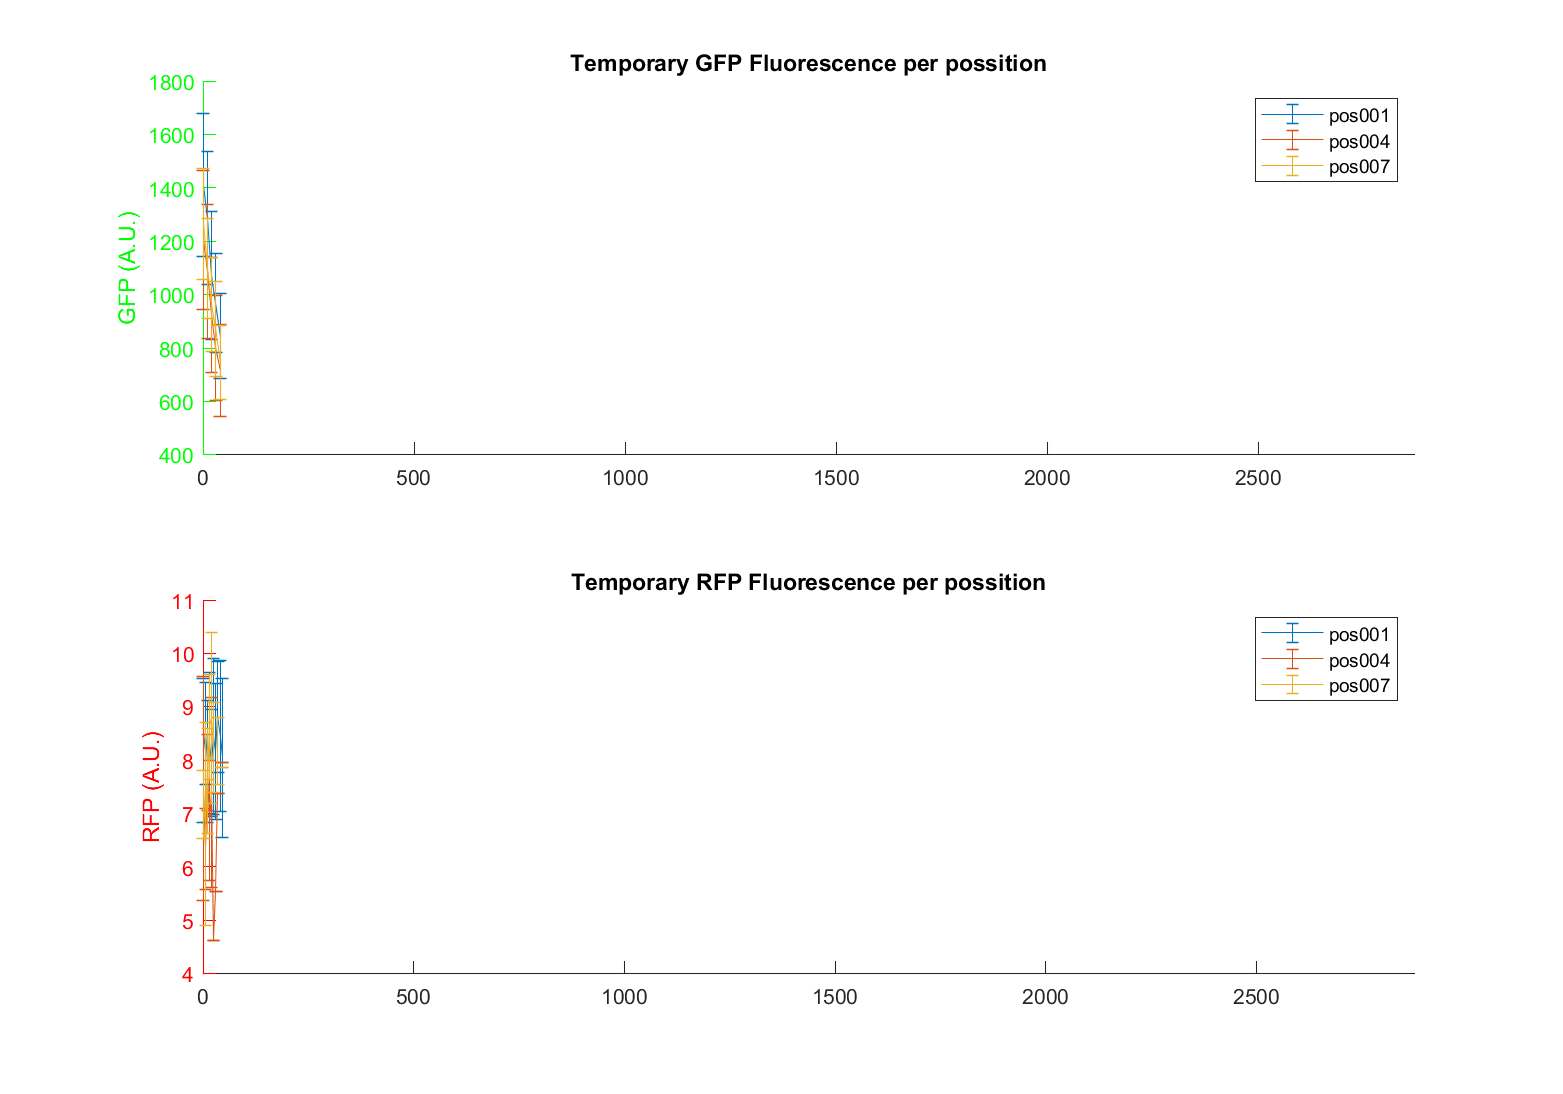 Temporary GFP Fluorescence per possition
1800
1600
1400
1200
1000
800
600
400
GFP (A.U.)
pos001
pos004
pos007
0 500 1000 1500 2000 2500
Temporary RFP Fluorescence per possition
11
10
9
8
7
6
5
4
RFP (A.U.)
pos001
pos004
pos007
0 500 1000 1500 2000 2500